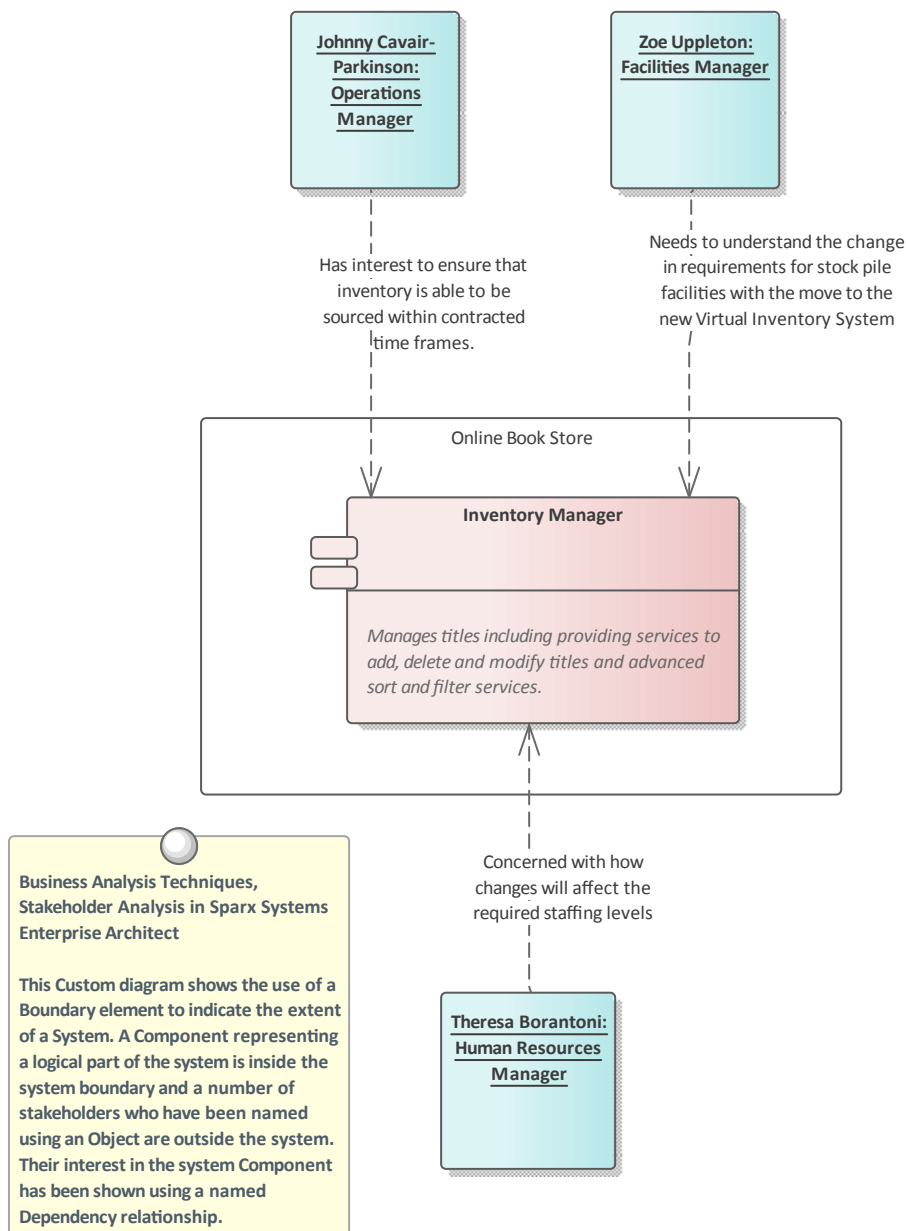 Johnny Cavair-
Parkinson:
Operations
Manager
Zoe Uppleton:
Facilities Manager
Has interest to ensure that
inventory is able to be
sourced within contracted
time frames.
Needs to understand the change
in requirements for stock pile
facilities with the move to the
new Virtual Inventory System
Online Book Store
Inventory Manager
Manages titles including providing services to
add, delete and modify titles and advanced
sort and filter services.
Concerned with how
changes will affect the
required staffing levels
Theresa Borantoni:
Human Resources
Manager
Business Analysis Techniques,
Stakeholder Analysis in Sparx Systems
Enterprise Architect
This Custom diagram shows the use of a
Boundary element to indicate the extent
of a System. A Component representing
a logical part of the system is inside the
system boundary and a number of
stakeholders who have been named
using an Object are outside the system.
Their interest in the system Component
has been shown using a named
Dependency relationship.